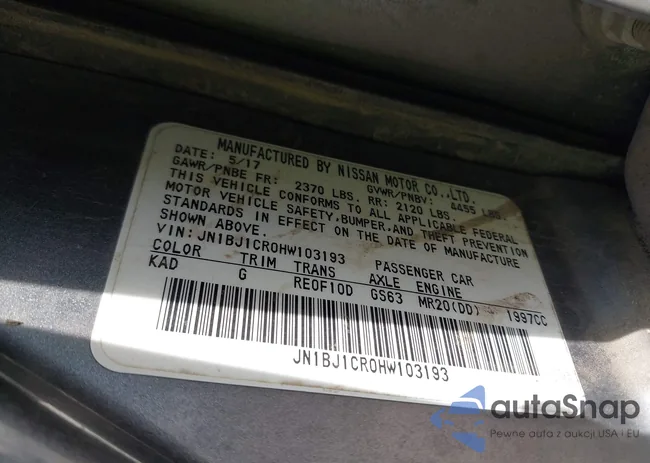 MANUFACTURED BY NISSAN MOTOR CO.,LTD.
DATE: 5/17 GVWR/PNBV: 4455 LBS
GAWR/PNBE FR: 2370 LBS. RR: 2120 LBS.
THIS VEHICLE CONFORMS TO ALL APPLICABLE FEDERAL
MOTOR VEHICLE SAFETY, BUMPER, AND THEFT PREVENTION
STANDARDS IN EFFECT ON THE DATE OF MANUFACTURE
SHOWN ABOVE.
VIN: JN1BJ1CR0HW103193 PASSENGER CAR
COLOR TRIM TRANS AXLE ENGINE
KAD G RE0F10D GS63 MR20(DD) 1997CC
JN1BJ1CR0HW103193
autaSnap
Pewne auta z aukcji USA i EU